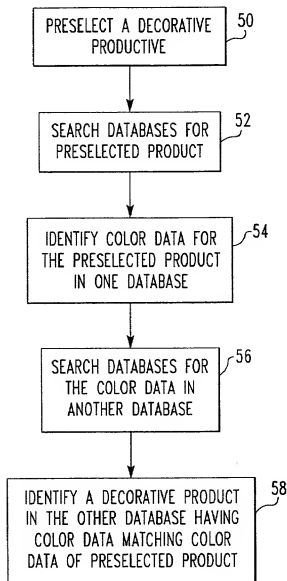 PRESELECT A DECORATIVE
PRODUCTIVE
50
SEARCH DATABASES FOR
PRESELECTED PRODUCT
52
IDENTIFY COLOR DATA FOR
THE PRESELECTED PRODUCT
IN ONE DATABASE
54
SEARCH DATABASES FOR
THE COLOR DATA IN
ANOTHER DATABASE
56
IDENTIFY A DECORATIVE PRODUCT
IN THE OTHER DATABASE HAVING
COLOR DATA MATCHING COLOR
DATA OF PRESELECTED PRODUCT
58